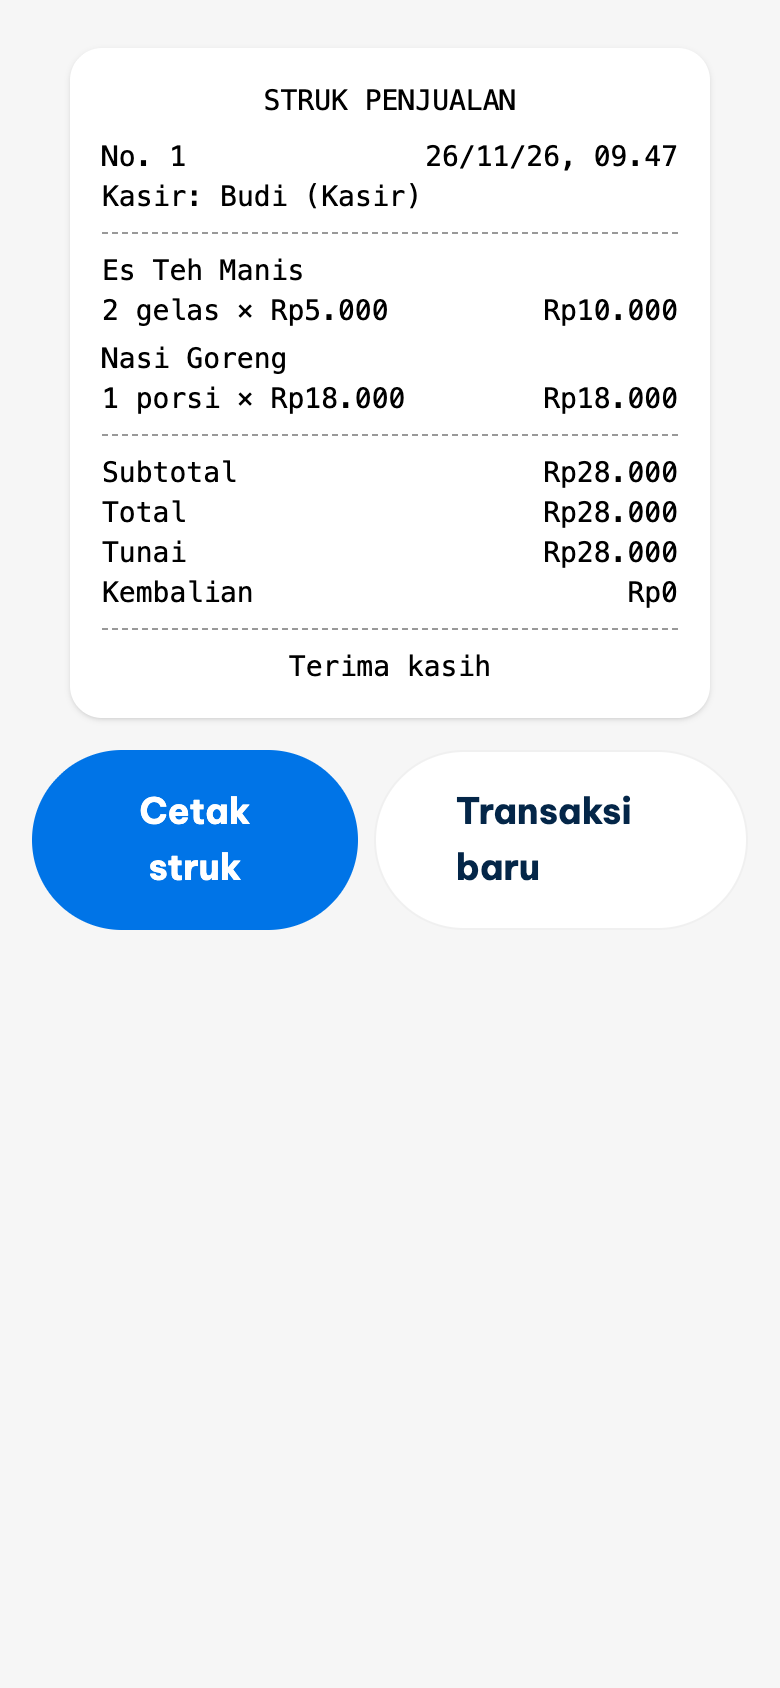 STRUK PENJUALAN
No. 1 26/11/26, 09.47
Kasir: Budi (Kasir)
Es Teh Manis
2 gelas × Rp5.000 Rp10.000
Nasi Goreng
1 porsi × Rp18.000 Rp18.000
Subtotal Rp28.000
Total Rp28.000
Tunai Rp28.000
Kembalian Rp0
Terima kasih
Cetak
struk
Transaksi
baru